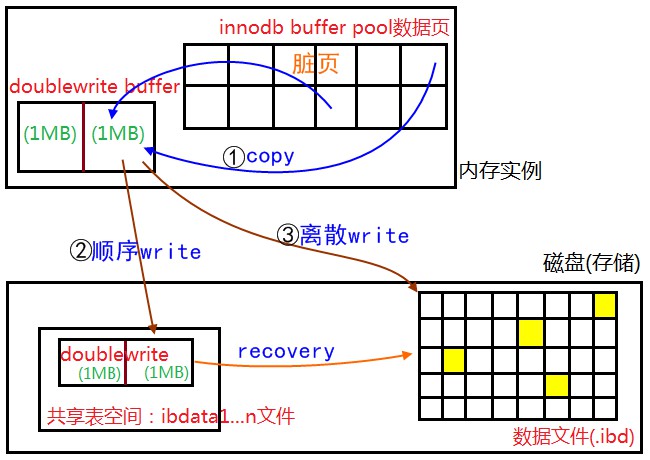 innodb buffer pool数据页
脏页
doublewrite buffer
(1MB) (1MB)
①copy
内存实例
②顺序write
③离散write
磁盘(存储)
doublewrite
(1MB) (1MB)
recovery
共享表空间：ibdata1...n文件
数据文件(.ibd)